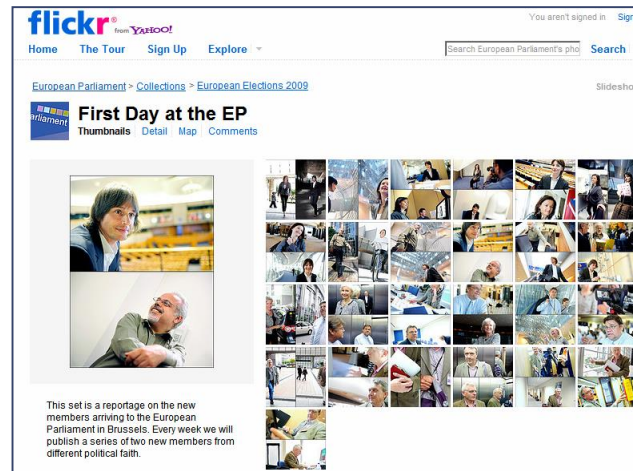 flickr from YAHOO!
You aren't signed in Sign
Home The Tour Sign Up Explore
Search European Parliament's pho Search
European Parliament > Collections > European Elections 2009
Slidesho
arliament
First Day at the EP
Thumbnails Detail Map Comments
This set is a reportage on the new
members arriving to the European
Parliament in Brussels. Every week we will
publish a series of two new members from
different political faith.